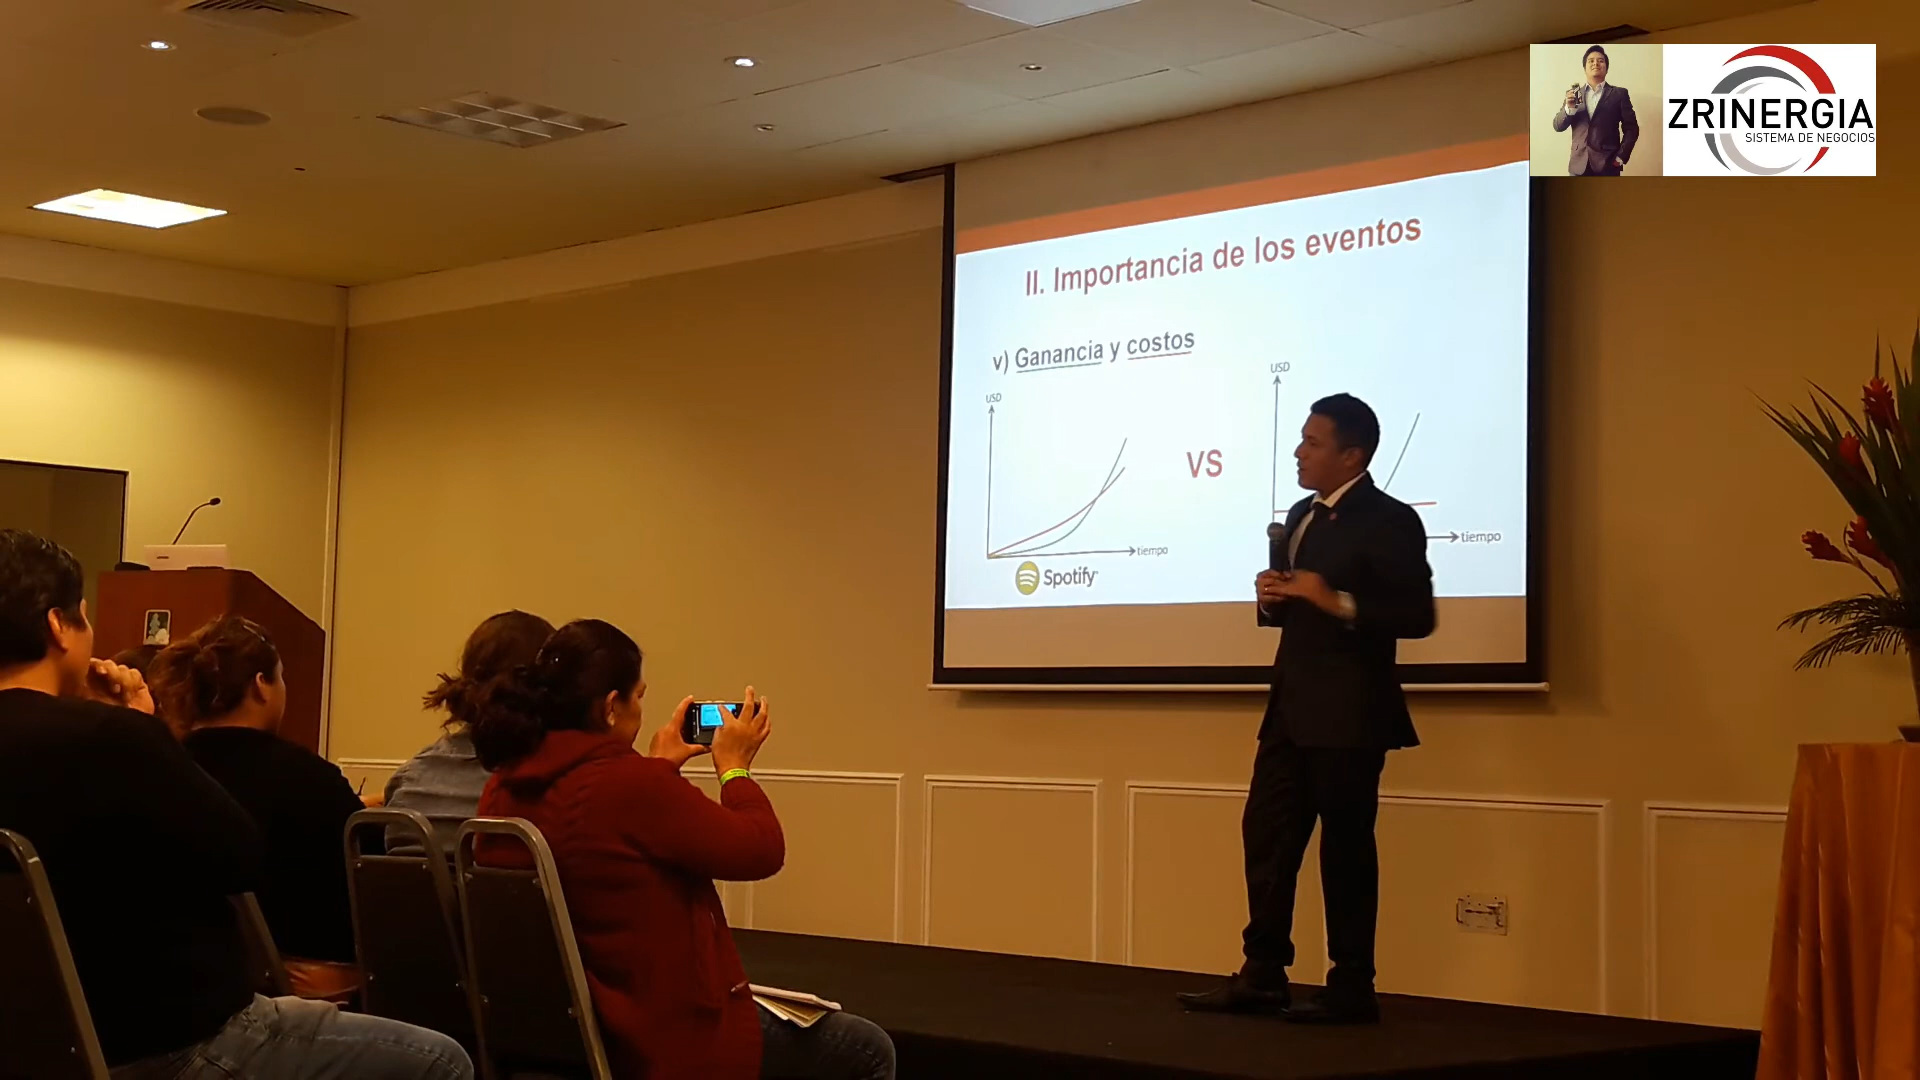 ZRINERGIA
SISTEMA DE NEGOCIOS
II. Importancia de los eventos
v) Ganancia y costos
USD
USD
VS
tiempo
tiempo
Spotify